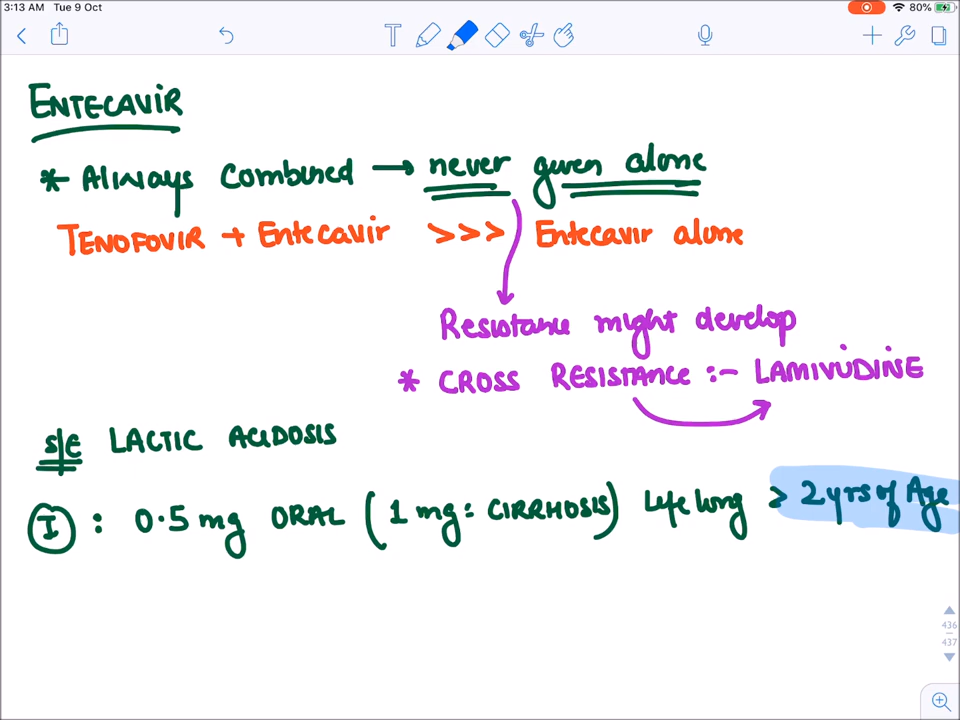 3:13 AM Tue 9 Oct 80%
T
ENTECAVIR
* Always combined → never given alone
TENOFOVIR + Entecavir >>> Entecavir alone
Resistance might develop
* CROSS RESISTANCE :- LAMIVUDINE
S/E LACTIC ACIDOSIS
I : 0.5 mg ORAL (1 mg = CIRRHOSIS) Life long > 2 yrs of Age
436
437